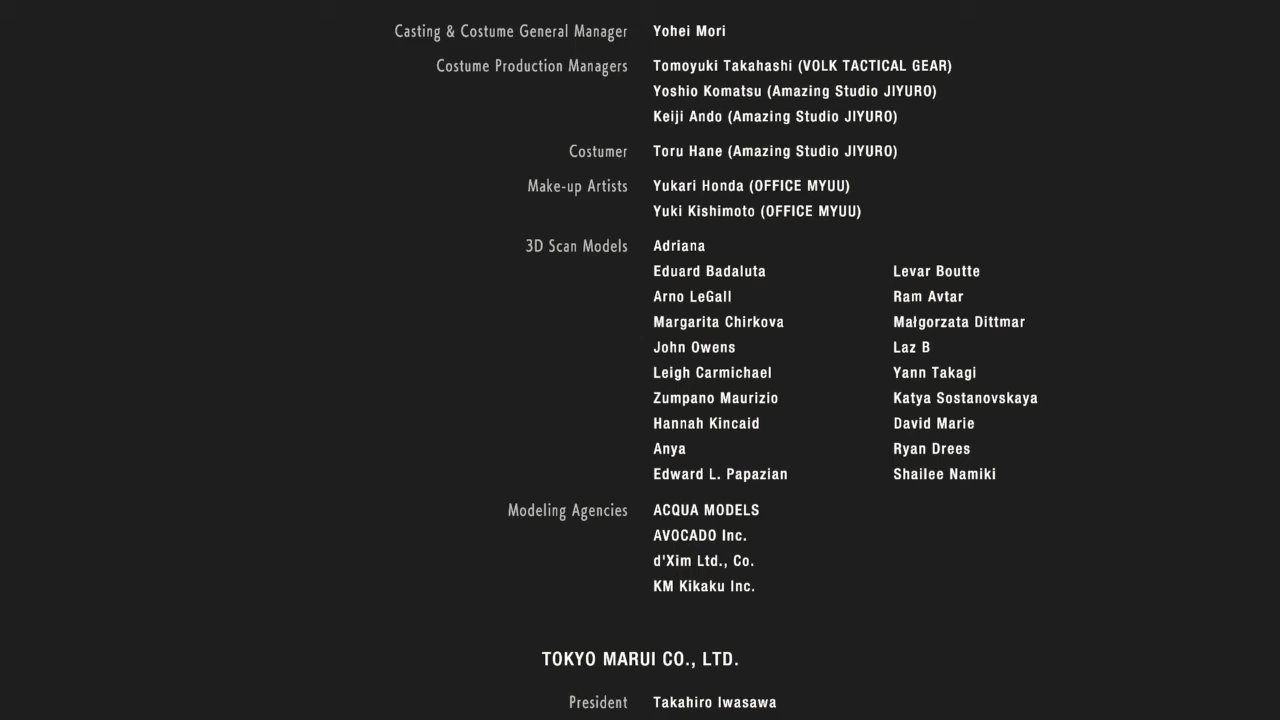 Casting & Costume General Manager Yohei Mori
Costume Production Managers Tomoyuki Takahashi (VOLK TACTICAL GEAR)
Yoshio Komatsu (Amazing Studio JIYURO)
Keiji Ando (Amazing Studio JIYURO)
Costumer Toru Hane (Amazing Studio JIYURO)
Make-up Artists Yukari Honda (OFFICE MYUU)
Yuki Kishimoto (OFFICE MYUU)
3D Scan Models Adriana
Eduard Badaluta Levar Boutte
Arno LeGall Ram Avtar
Margarita Chirkova Małgorzata Dittmar
John Owens Laz B
Leigh Carmichael Yann Takagi
Zumpano Maurizio Katya Sostanovskaya
Hannah Kincaid David Marie
Anya Ryan Drees
Edward L. Papazian Shailee Namiki
Modeling Agencies ACQUA MODELS
AVOCADO Inc.
d'Xim Ltd., Co.
KM Kikaku Inc.
TOKYO MARUI CO., LTD.
President Takahiro Iwasawa